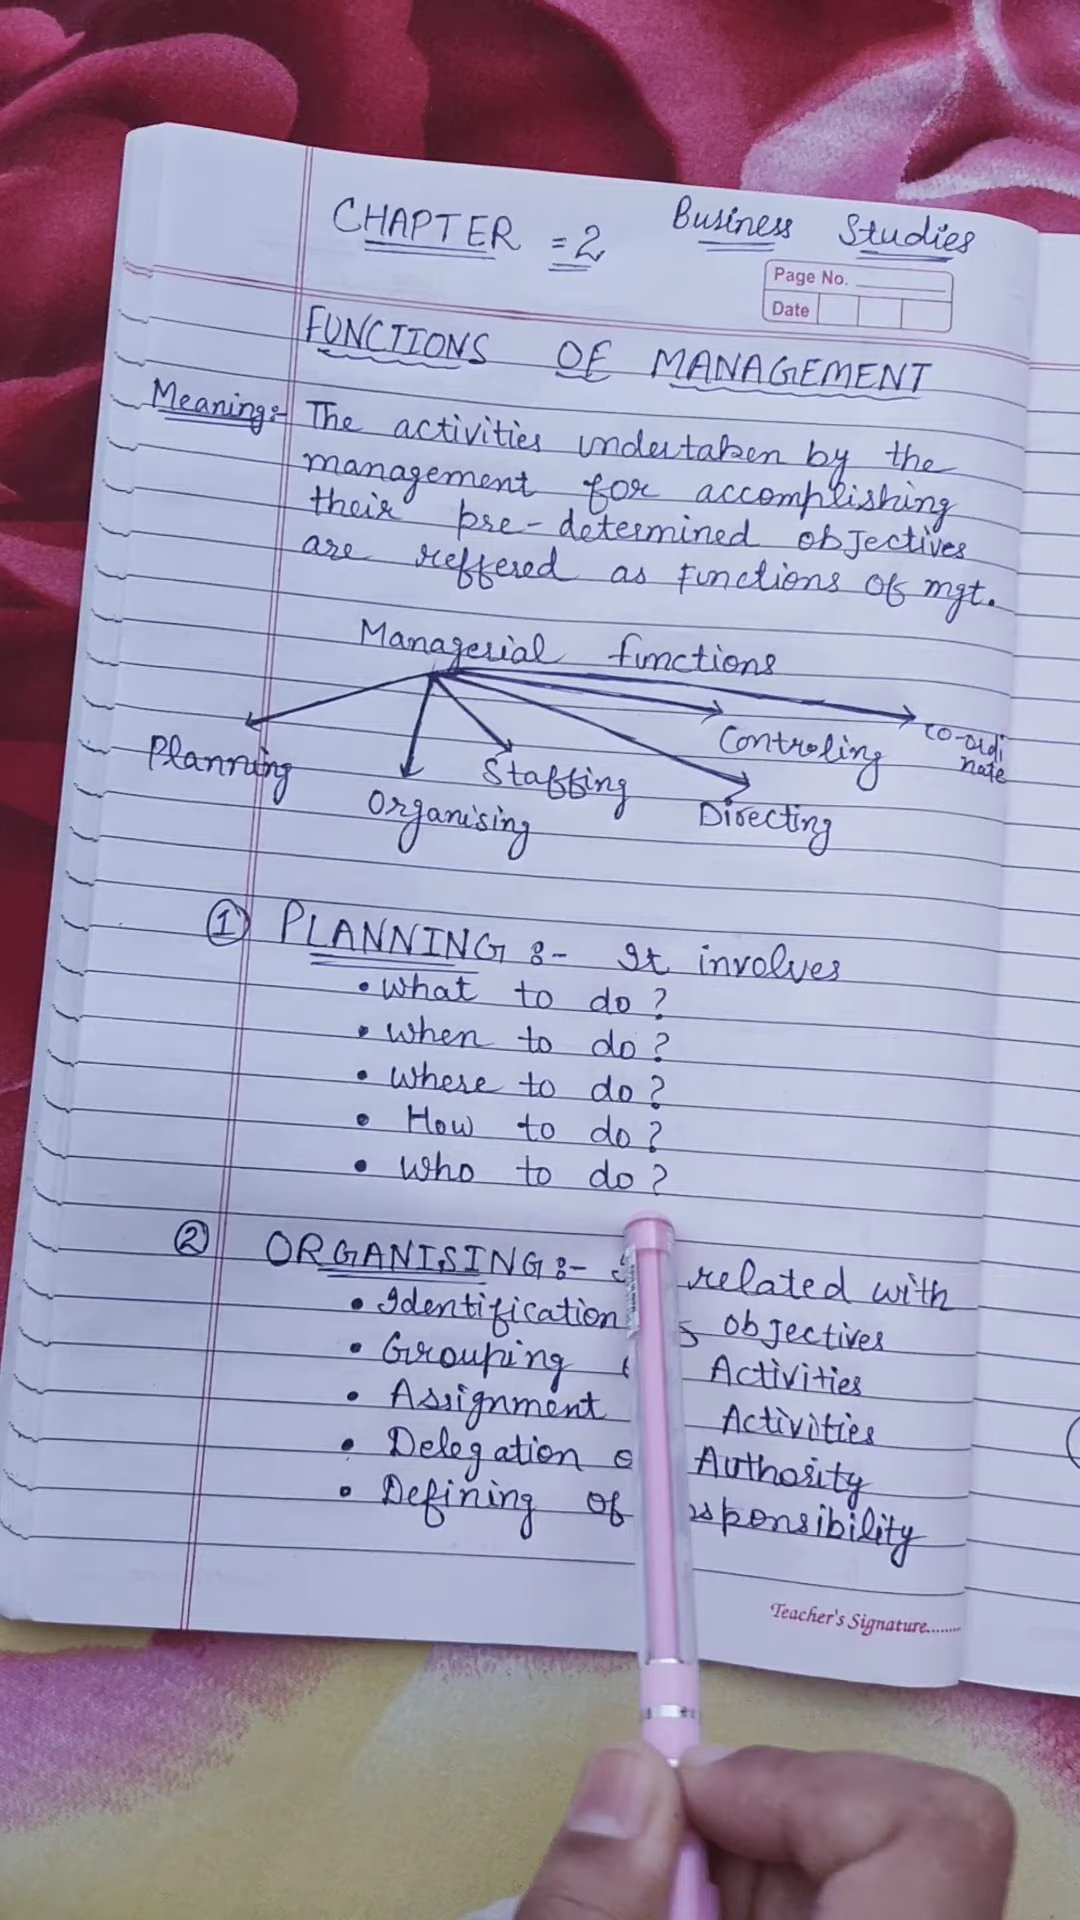 CHAPTER = 2 Business Studies
Page No.
Date
FUNCTIONS OF MANAGEMENT
Meaning:- The activities undertaken by the
management for accomplishing
their pre-determined objectives
are reffered as functions of mgt.
Managerial functions
Planning
Organising
Staffing
Directing
Controling
Co-ordi
nate
① PLANNING :- It involves
• What to do ?
• When to do ?
• Where to do ?
• How to do ?
• Who to do ?
② ORGANISING :- related with
• Identification objectives
• Grouping Activities
• Assignment Activities
• Delegation Authority
• Defining of
Teacher's Signature........